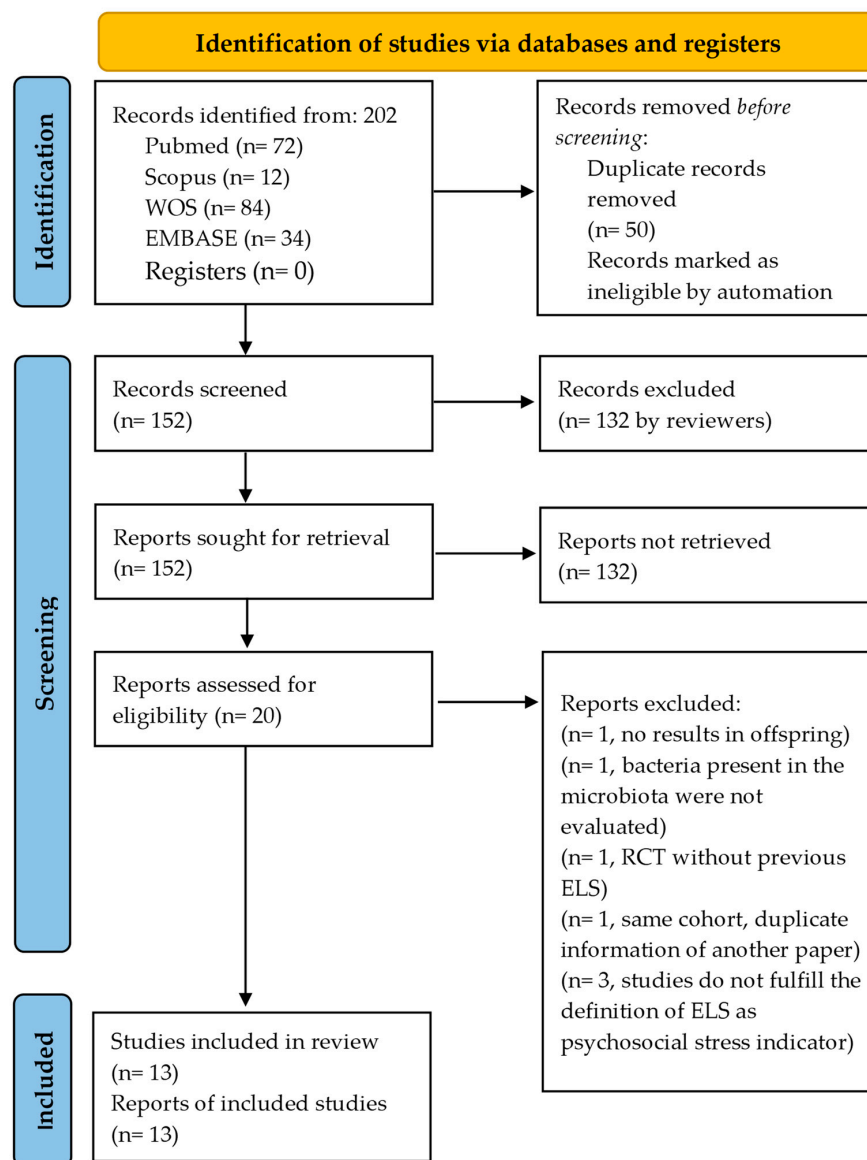 Identification of studies via databases and registers
Identification
Records identified from: 202
Pubmed (n= 72)
Scopus (n= 12)
WOS (n= 84)
EMBASE (n= 34)
Registers (n= 0)
Records removed before
screening:
Duplicate records
removed
(n= 50)
Records marked as
ineligible by automation
Screening
Records screened
(n= 152)
Records excluded
(n= 132 by reviewers)
Reports sought for retrieval
(n= 152)
Reports not retrieved
(n= 132)
Reports assessed for
eligibility (n= 20)
Reports excluded:
(n= 1, no results in offspring)
(n= 1, bacteria present in the
microbiota were not
evaluated)
(n= 1, RCT without previous
ELS)
(n= 1, same cohort, duplicate
information of another paper)
(n= 3, studies do not fulfill the
definition of ELS as
psychosocial stress indicator)
Included
Studies included in review
(n= 13)
Reports of included studies
(n= 13)